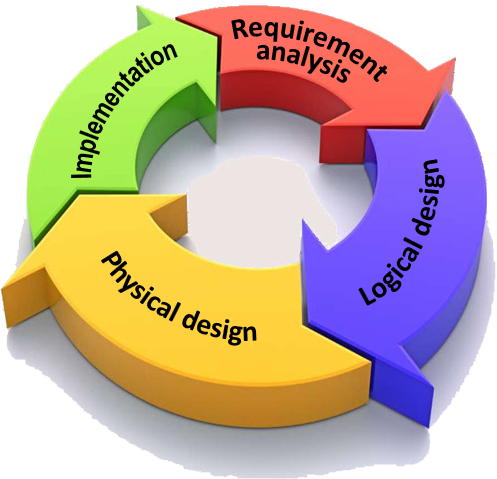 Requirement
analysis
Logical design
Physical design
Implementation